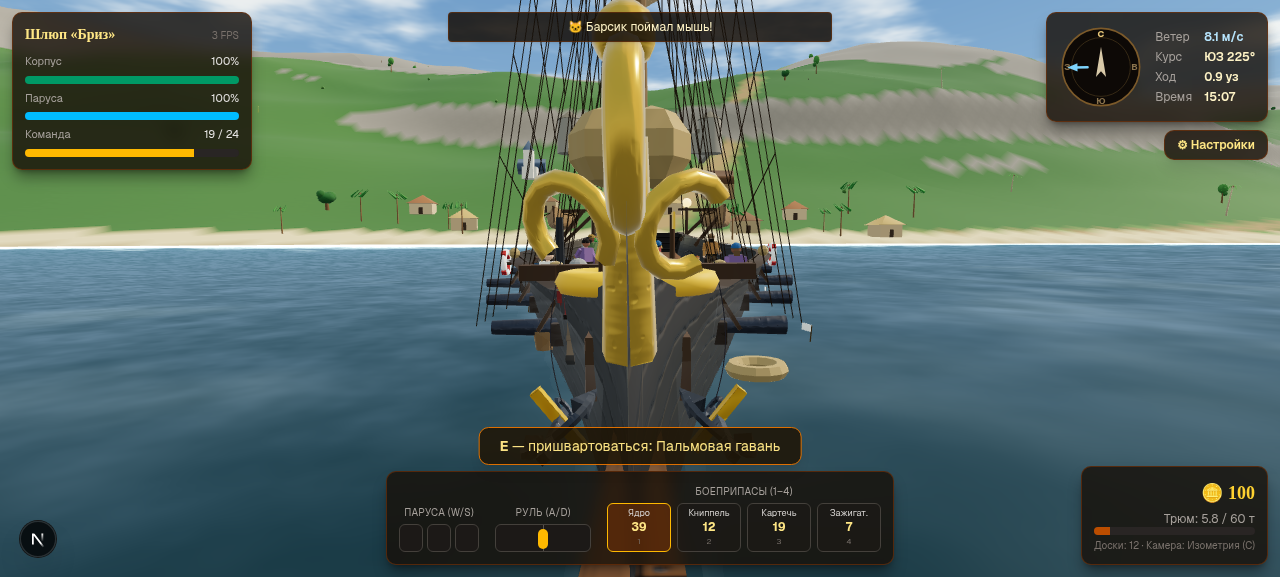 Шлюп «Бриз» 3 FPS
Корпус 100%
Паруса 100%
Команда 19 / 24
🐱 Барсик поймал мышь!
С
З В
Ю
Ветер 8.1 м/с
Курс ЮЗ 225°
Ход 0.9 уз
Время 15:07
⚙ Настройки
E — пришвартоваться: Пальмовая гавань
ПАРУСА (W/S)
РУЛЬ (A/D)
БОЕПРИПАСЫ (1–4)
Ядро
39
1
Книппель
12
2
Картечь
19
3
Зажигат.
7
4
🪙 100
Трюм: 5.8 / 60 т
Доски: 12 · Камера: Изометрия (C)
N